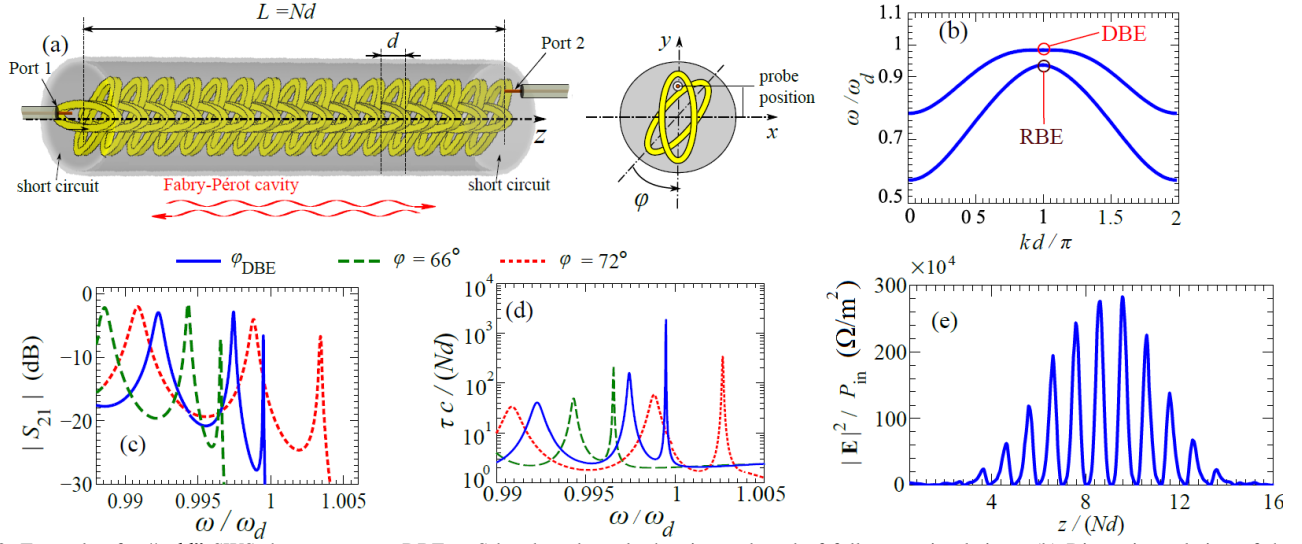 (a)
L = Nd
d
Port 1
Port 2
z
short circuit
short circuit
Fabry-Pérot cavity
y
x
probe
position
φ
(b)
ω / ω_d
1.1
0.9
0.7
0.5
0
0 5
1
1.5
2
k d / π
DBE
RBE
φ_DBE
φ = 66°
φ = 72°
(c)
| S_21 | (dB)
0
−10
−20
−30
0.99
0.995
1
1.005
ω / ω_d
(d)
τ c / (Nd)
10^4
10^3
10^2
10^1
10^0
0.99
0.995
1
1.005
ω / ω_d
(e)
×10^4
| E |^2 / P_in (Ω/m^2)
300
200
100
0
4
8
12
16
z / (Nd)